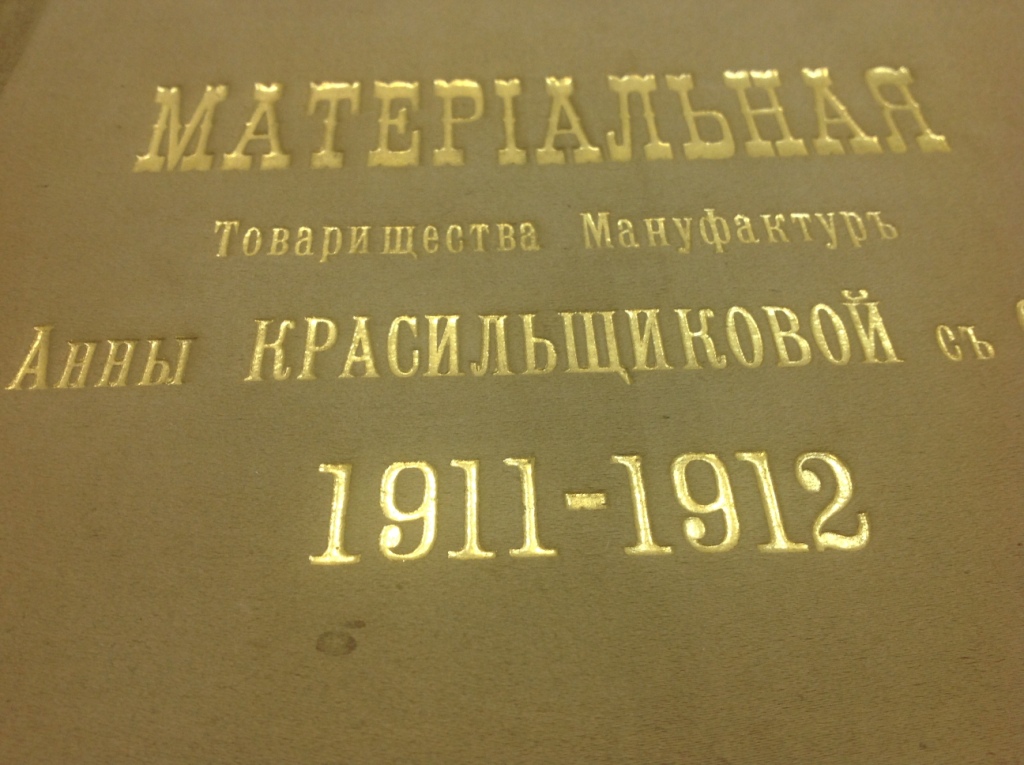 МАТЕРІАЛЬНАЯ
Товарищества Мануфактуръ
Анны КРАСИЛЬЩИКОВОЙ съ
1911-1912